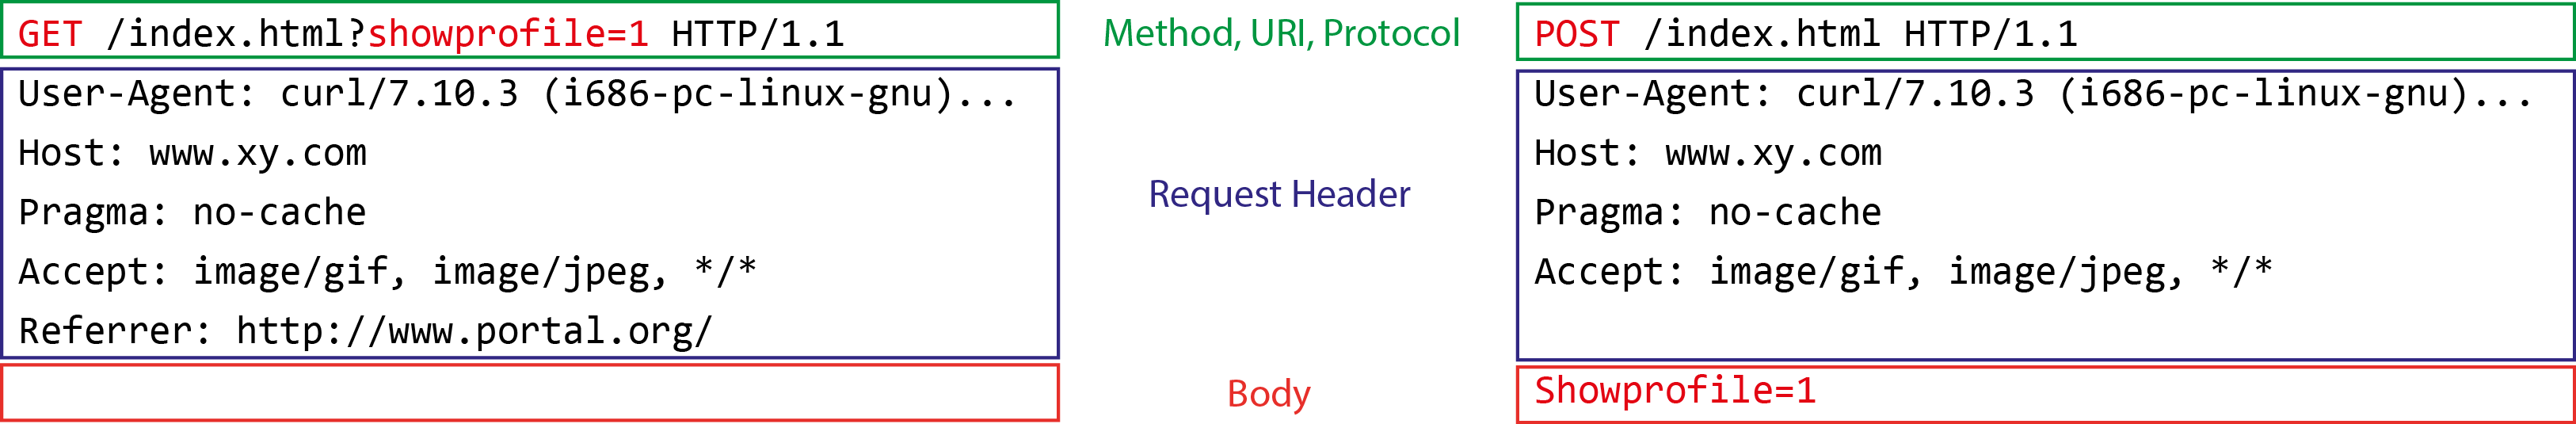 GET /index.html?showprofile=1 HTTP/1.1
User-Agent: curl/7.10.3 (i686-pc-linux-gnu)...
Host: www.xy.com
Pragma: no-cache
Accept: image/gif, image/jpeg, */*
Referrer: http://www.portal.org/
Method, URI, Protocol
Request Header
Body
POST /index.html HTTP/1.1
User-Agent: curl/7.10.3 (i686-pc-linux-gnu)...
Host: www.xy.com
Pragma: no-cache
Accept: image/gif, image/jpeg, */*
Showprofile=1